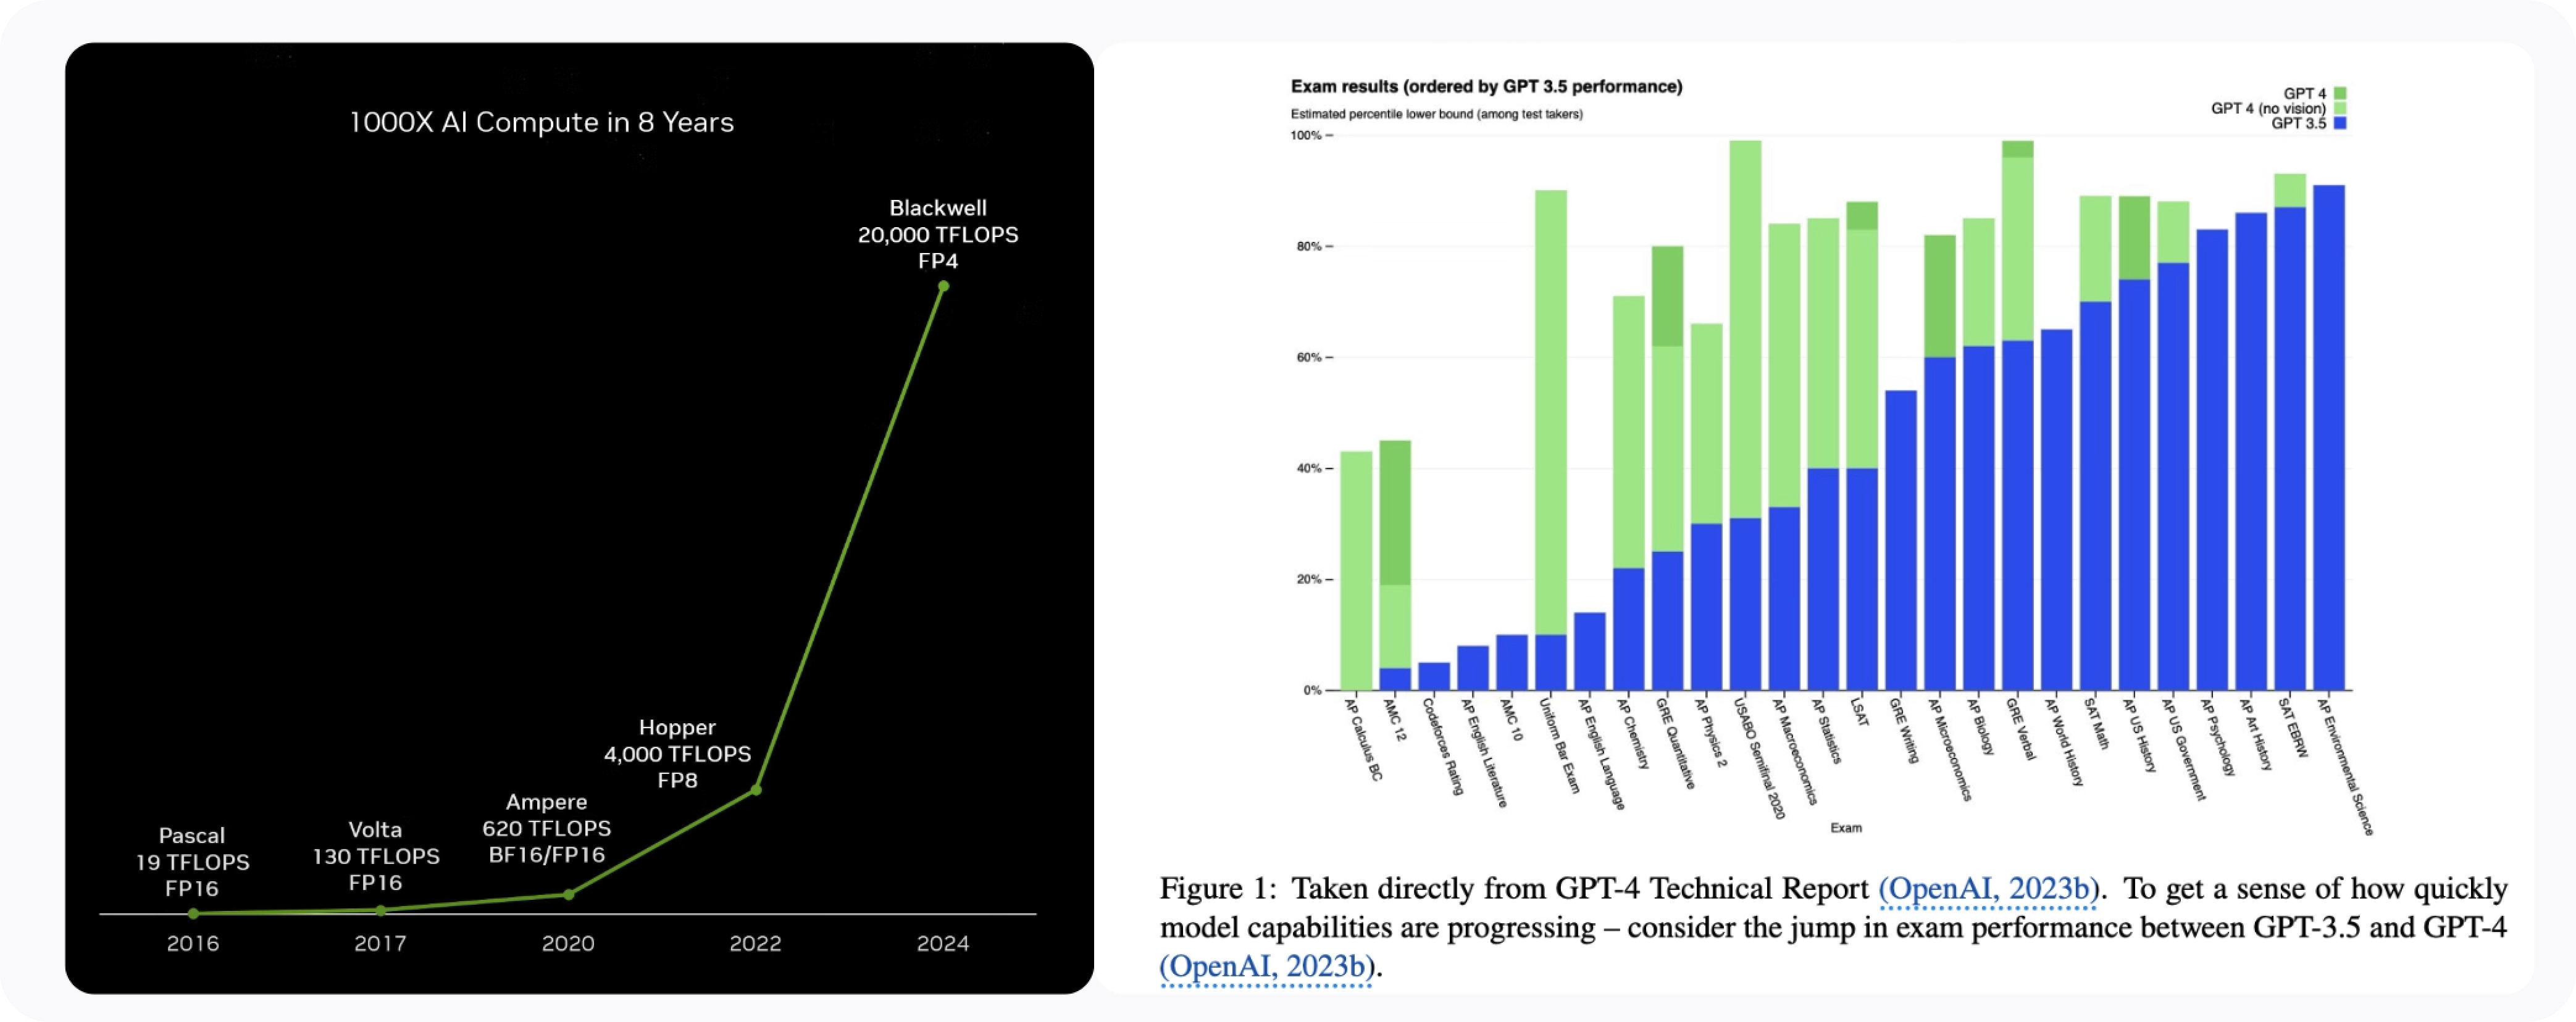 1000X AI Compute in 8 Years
Blackwell
20,000 TFLOPS
FP4
Hopper
4,000 TFLOPS
FP8
Ampere
620 TFLOPS
BF16/FP16
Volta
130 TFLOPS
FP16
Pascal
19 TFLOPS
FP16
2016
2017
2020
2022
2024
Exam results (ordered by GPT 3.5 performance)
Estimated percentile lower bound (among test takers)
GPT 4
GPT 4 (no vision)
GPT 3.5
100%
80%
60%
40%
20%
0%
AP Calculus BC
AMC 12
Codeforces Rating
AP English Literature
AMC 10
Uniform Bar Exam
AP English Language
AP Chemistry
GRE Quantitative
AP Physics 2
USABO Semifinal 2020
AP Macroeconomics
AP Statistics
LSAT
GRE Writing
AP Microeconomics
AP Biology
GRE Verbal
AP World History
SAT Math
AP US History
AP US Government
AP Psychology
AP Art History
SAT EBRW
AP Environmental Science
Exam
Figure 1: Taken directly from GPT-4 Technical Report (OpenAI, 2023b). To get a sense of how quickly
model capabilities are progressing – consider the jump in exam performance between GPT-3.5 and GPT-4
(OpenAI, 2023b).